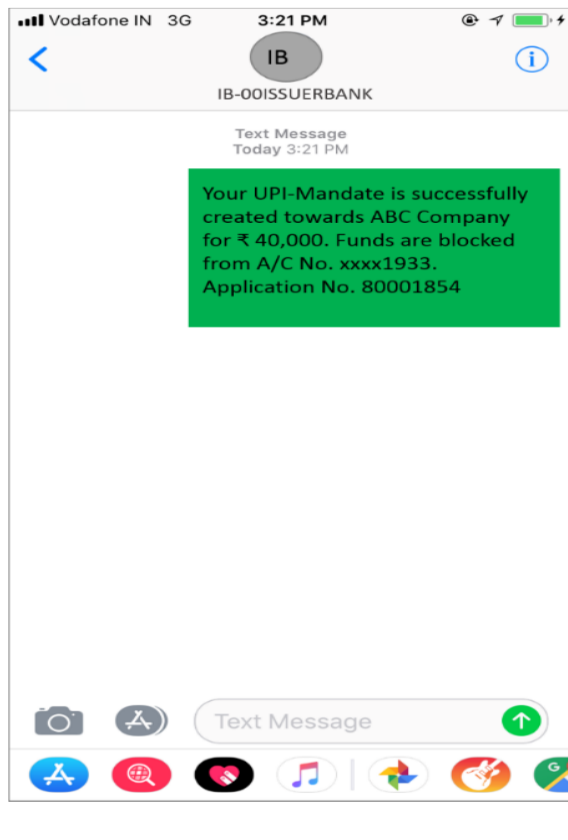 Vodafone IN 3G 3:21 PM
IB
IB-00ISSUERBANK
Text Message
Today 3:21 PM
Your UPI-Mandate is successfully
created towards ABC Company
for ₹ 40,000. Funds are blocked
from A/C No. xxxx1933.
Application No. 80001854
Text Message
G